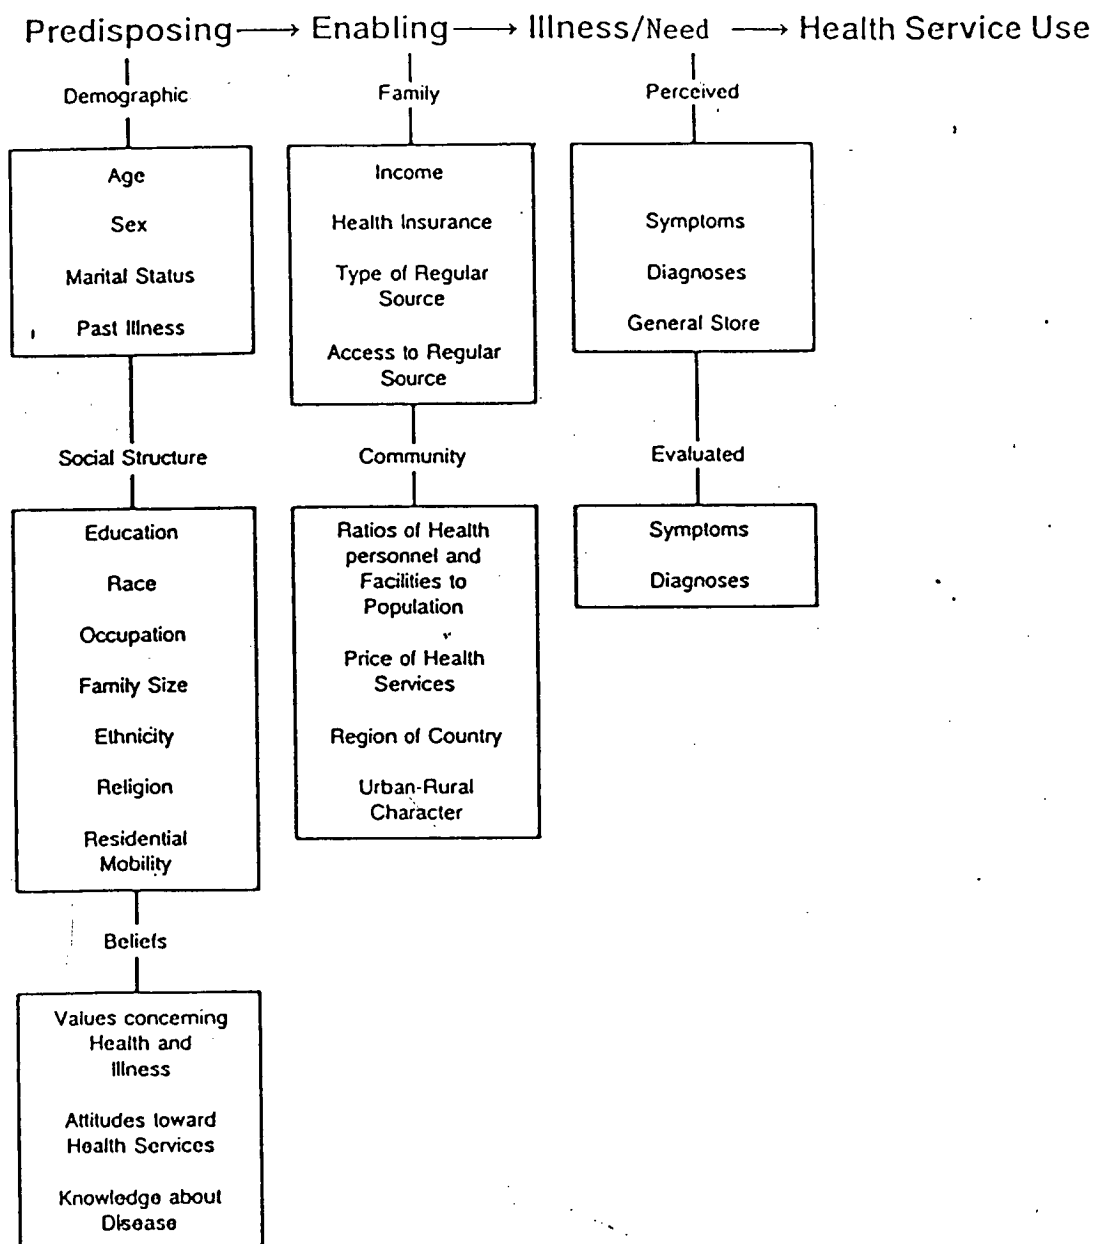 Predisposing → Enabling → Illness/Need → Health Service Use
Demographic
Age
Sex
Marital Status
Past Illness
Social Structure
Education
Race
Occupation
Family Size
Ethnicity
Religion
Residential
Mobility
Beliefs
Values concerning
Health and
Illness
Attitudes toward
Health Services
Knowledge about
Disease
Family
Income
Health Insurance
Type of Regular
Source
Access to Regular
Source
Community
Ratios of Health
personnel and
Facilities to
Population
Price of Health
Services
Region of Country
Urban-Rural
Character
Perceived
Symptoms
Diagnoses
General Store
Evaluated
Symptoms
Diagnoses